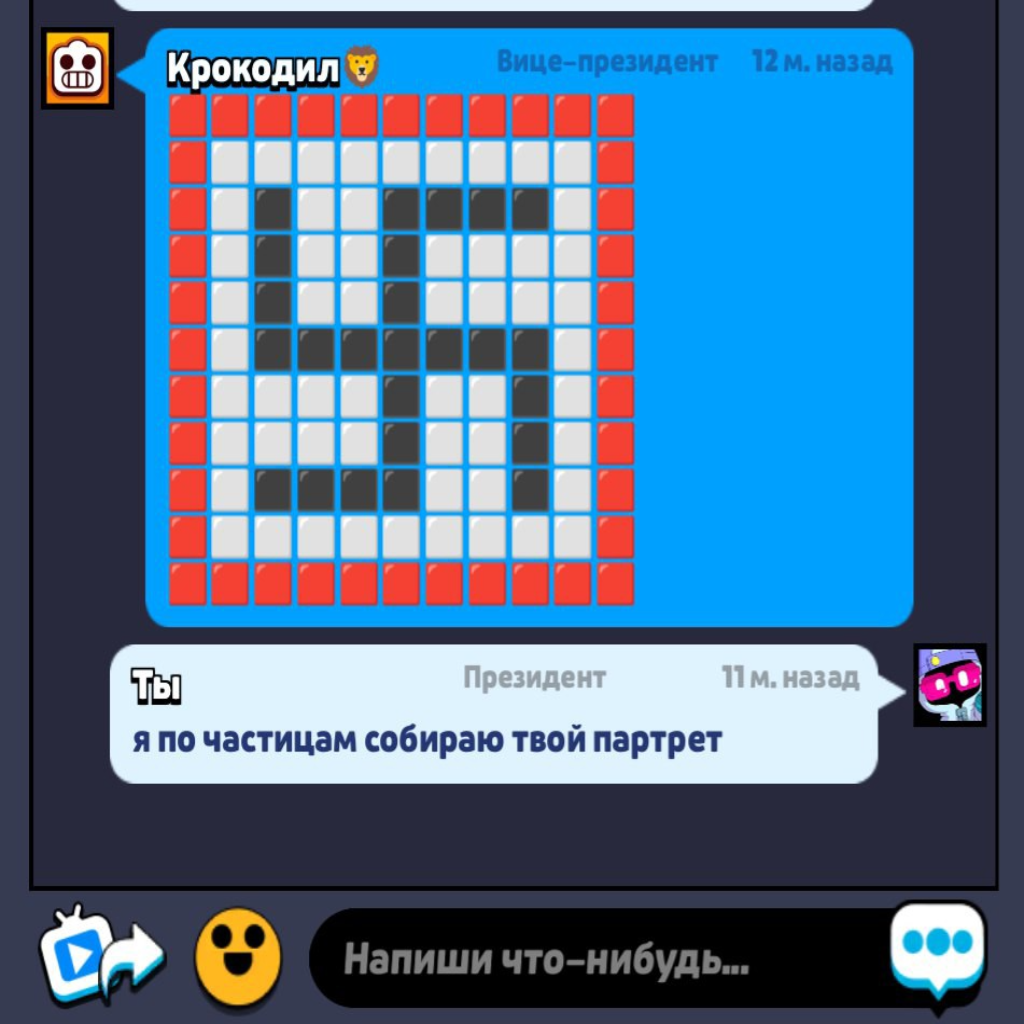 Крокодил🦁 Вице-президент 12 м. назад
Ты Президент 11 м. назад
я по частицам собираю твой партрет
Напиши что-нибудь...